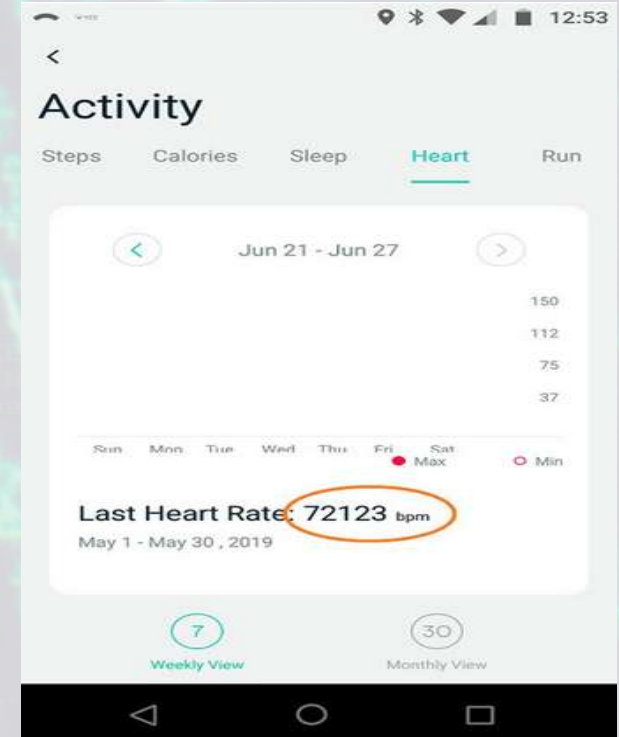 12:53
<
Activity
Steps Calories Sleep Heart Run
< Jun 21 - Jun 27 >
150
112
75
37
Sun Mon Tue Wed Thu Fri Sat
Max Min
Last Heart Rate: 72123 bpm
May 1 - May 30 , 2019
7 30
Weekly View Monthly View